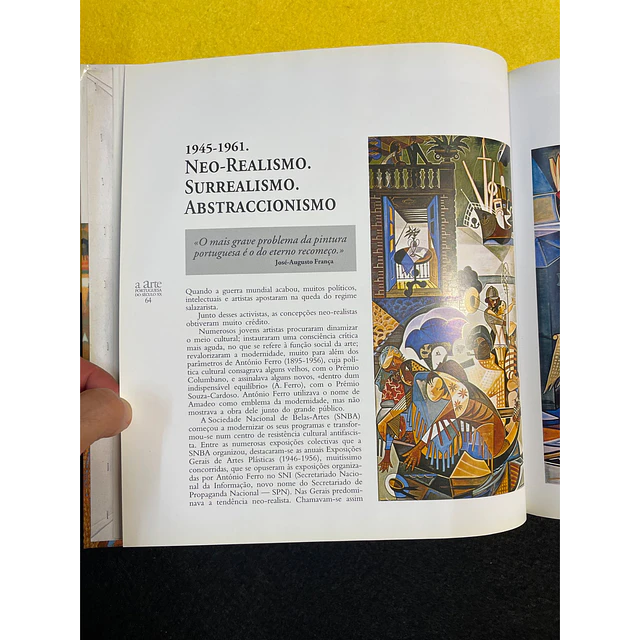 1945-1961.
NEO-REALISMO.
SURREALISMO.
ABSTRACCIONISMO
«O mais grave problema da pintura
portuguesa é o do eterno recomeço.»
José-Augusto França
a arte
PORTUGUESA
DO SÉCULO XX
64
Quando a guerra mundial acabou, muitos políticos,
intelectuais e artistas apostaram na queda do regime
salazarista.
Junto desses activistas, as concepções neo-realistas
obtiveram muito crédito.
Numerosos jovens artistas procuraram dinamizar
o meio cultural; instauraram uma consciência crítica
mais aguda, no que se refere à função social da arte;
revalorizaram a modernidade, muito para além dos
parâmetros de António Ferro (1895-1956), cuja polí-
tica cultural consagrava alguns velhos, com o Prémio
Columbano, e assinalava alguns novos, «dentro dum
indispensável equilíbrio» (A. Ferro), com o Prémio
Souza-Cardoso. António Ferro utilizava o nome de
Amadeo como emblema da modernidade, mas não
mostrava a obra dele junto do grande público.
A Sociedade Nacional de Belas-Artes (SNBA)
começou a modernizar os seus programas e transfor-
mou-se num centro de resistência cultural antifascis-
ta. Entre as numerosas exposições colectivas que a
SNBA organizou, destacaram-se as anuais Exposições
Gerais de Artes Plásticas (1946-1956), muitíssimo
concorridas, que se opuseram às exposições organiza-
das por António Ferro no SNI (Secretariado Nacio-
nal da Informação, novo nome do Secretariado de
Propaganda Nacional — SPN). Nas Gerais predomi-
nava a tendência neo-realista. Chamavam-se assim